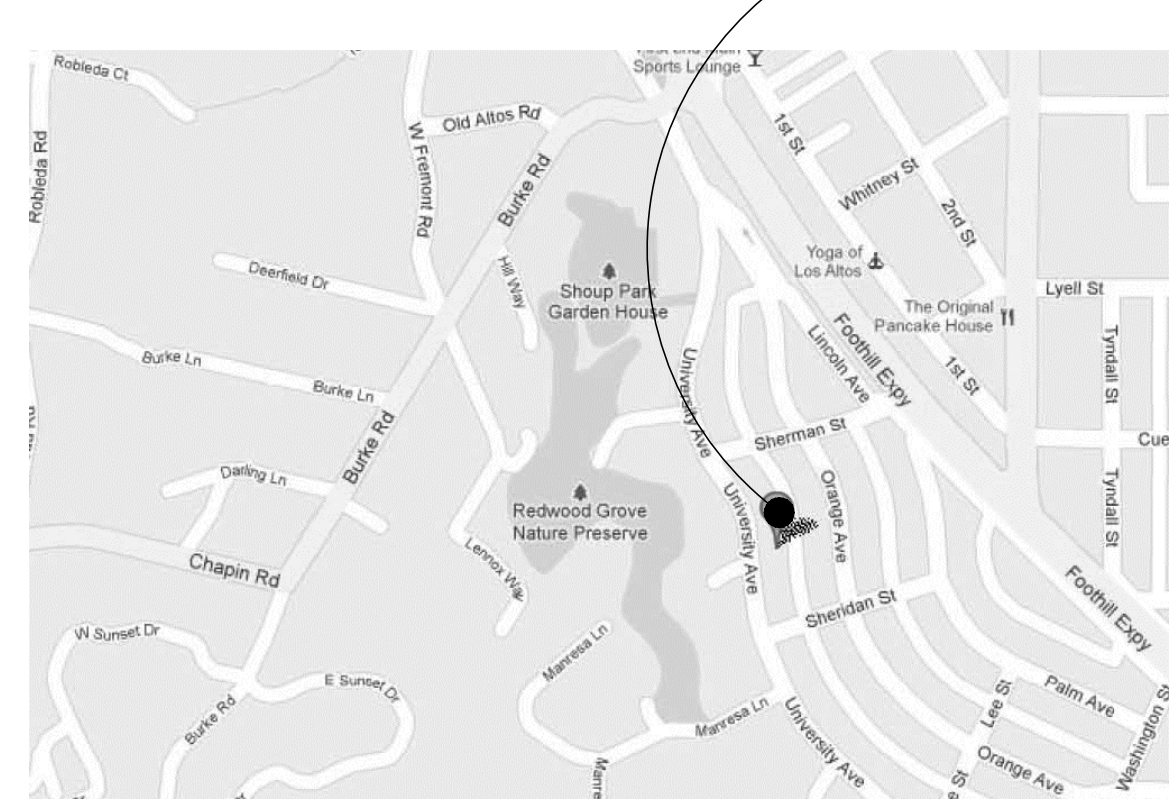 Sports Lounge
Robleda Ct
Robleda Rd
Old Altos Rd
W Fremont Rd
Burke Rd
1st St
Whitney St
2nd St
Yoga of
Los Altos
Deerfield Dr
Hill Way
Shoup Park
Garden House
The Original
Pancake House
Lyell St
Foothill Expy
Lincoln Ave
1st St
Tyndall St
Burke Ln
Burke Ln
University Ave
Burke Rd
Sherman St
Cue
Darling Ln
Orange Ave
Tyndall St
Redwood Grove
Nature Preserve
University Ave
Chapin Rd
Lennox Way
Sheridan St
Foothill Expy
W Sunset Dr
Manresa Ln
E Sunset Dr
Palm Ave
Lee St
Washington S
Burke Rd
Manresa Ln
University Ave
Orange Ave
Manre
e St